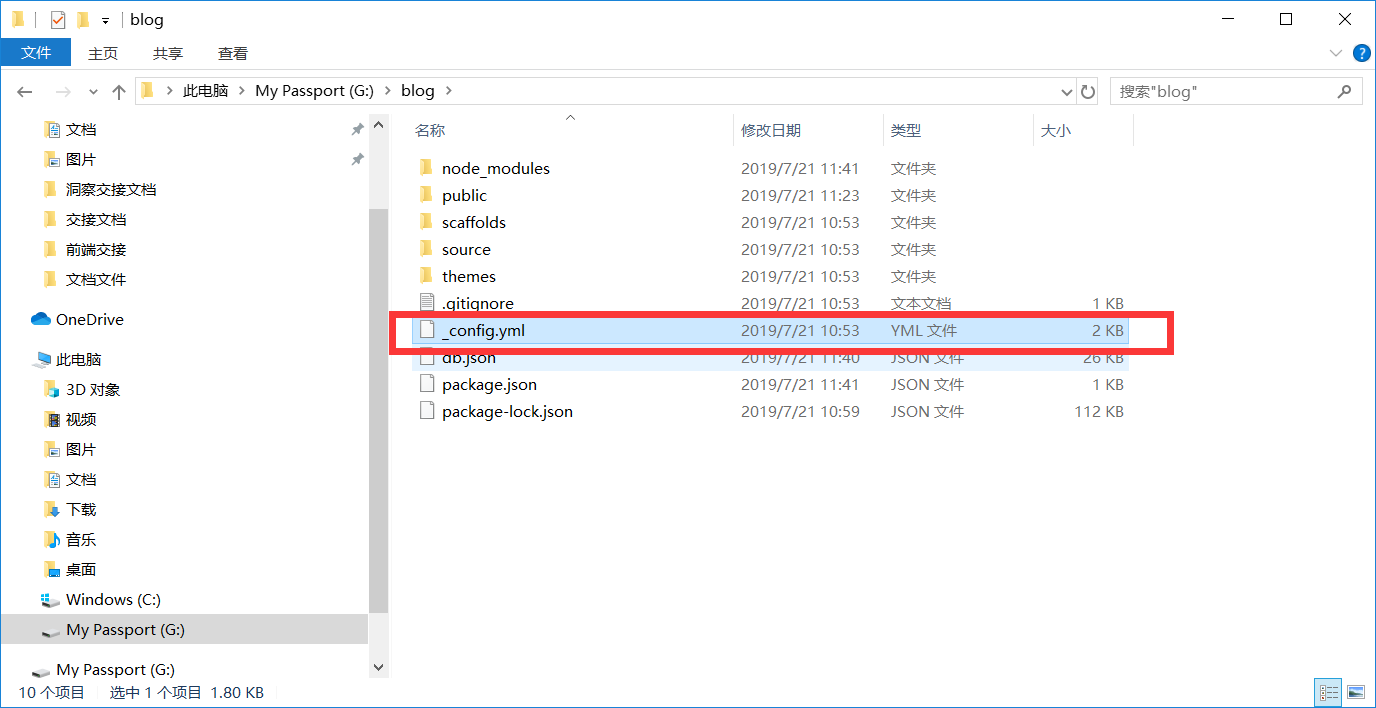 blog
文件 主页 共享 查看
此电脑 My Passport (G:) blog 搜索"blog"
文档
图片
洞察交接文档
交接文档
前端交接
文档文件
OneDrive
此电脑
3D 对象
视频
图片
文档
下载
音乐
桌面
Windows (C:)
My Passport (G:)
My Passport (G:)
名称 修改日期 类型 大小
node_modules 2019/7/21 11:41 文件夹
public 2019/7/21 11:23 文件夹
scaffolds 2019/7/21 10:53 文件夹
source 2019/7/21 10:53 文件夹
themes 2019/7/21 10:53 文件夹
.gitignore 2019/7/21 10:53 文本文档 1 KB
_config.yml 2019/7/21 10:53 YML 文件 2 KB
db.json 2019/7/21 11:40 JSON 文件 26 KB
package.json 2019/7/21 11:41 JSON 文件 1 KB
package-lock.json 2019/7/21 10:59 JSON 文件 112 KB
10 个项目 选中 1 个项目 1.80 KB